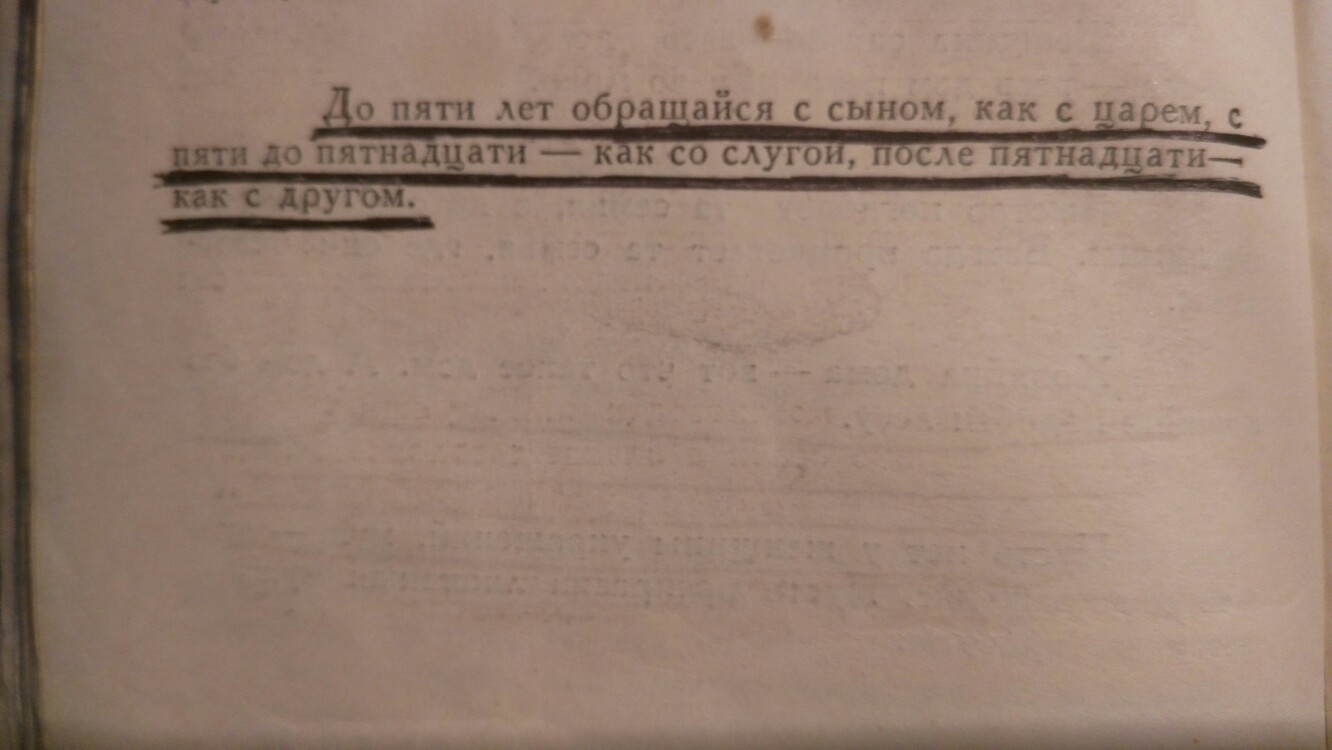 До пяти лет обращайся с сыном, как с царем, с
пяти до пятнадцати — как со слугой, после пятнадцати—
как с другом.